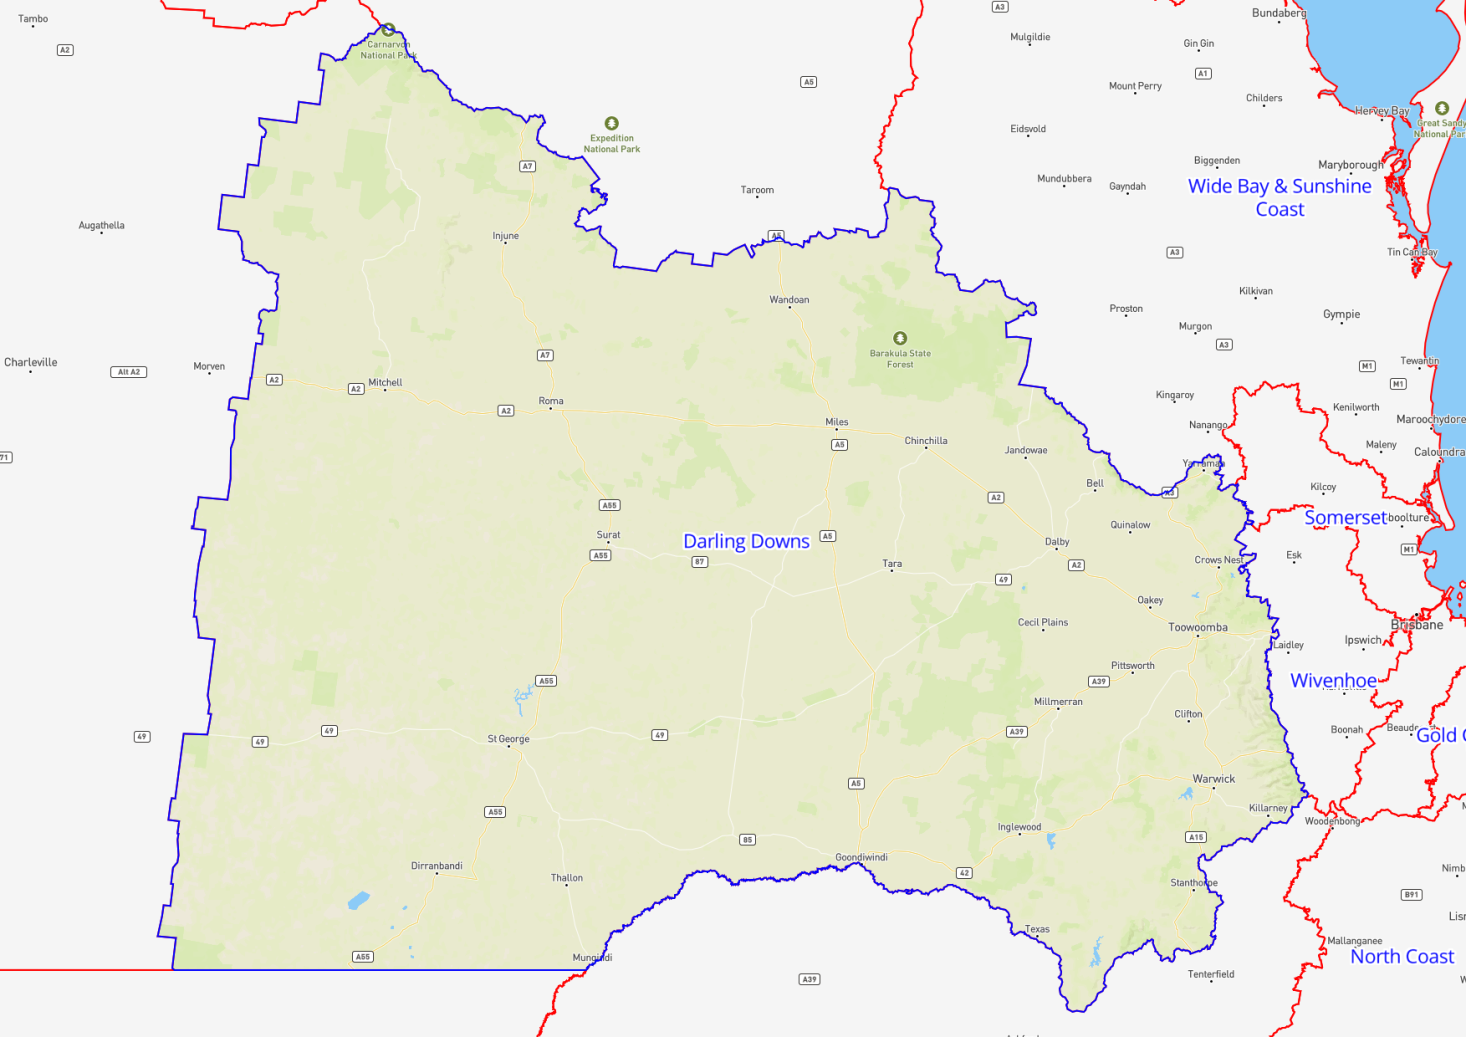 Tambo
A2
Carnarvon
National Park
A3
Mulgildie
Bundaberg
Gin Gin
A1
A5
Mount Perry
Childers
Hervey Bay
Great Sandy
Expedition
National Park
Eidsvold
A7
Biggenden
Maryborough
Taroom
Mundubbera
Gayndah
Wide Bay & Sunshine
Coast
Augathella
Injune
A5
A3
Tin Can Bay
Wandoan
Kilkivan
Proston
Gympie
Murgon
Barakula State
Forest
A3
A7
Charleville
Alt A2
Morven
A2
A2
Mitchell
M1
Tewantin
M1
Roma
A2
Kingaroy
Kenilworth
Miles
Nanango
Maroochydore
Chinchilla
A5
Jandowae
Maleny
Caloundra
71
Yarraman
Bell
Kilcoy
A3
A2
A55
Somerset
boolture
Quinalow
Surat
Darling Downs
A5
Dalby
M1
A55
87
Tara
A2
Crows Nest
Esk
49
Oakey
Cecil Plains
Toowoomba
Brisbane
Laidley
Ipswich
Pittsworth
A55
A39
Wivenhoe
Millmerran
Clifton
49
49
49
St George
49
A39
Boonah
Gold
Warwick
A5
A55
Killarney
Woodenbong
Inglewood
85
A15
Goondiwindi
Dirranbandi
42
Thallon
Stanthorpe
B91
Texas
Mallanganee
Mungindi
A55
North Coast
A39
Tenterfield